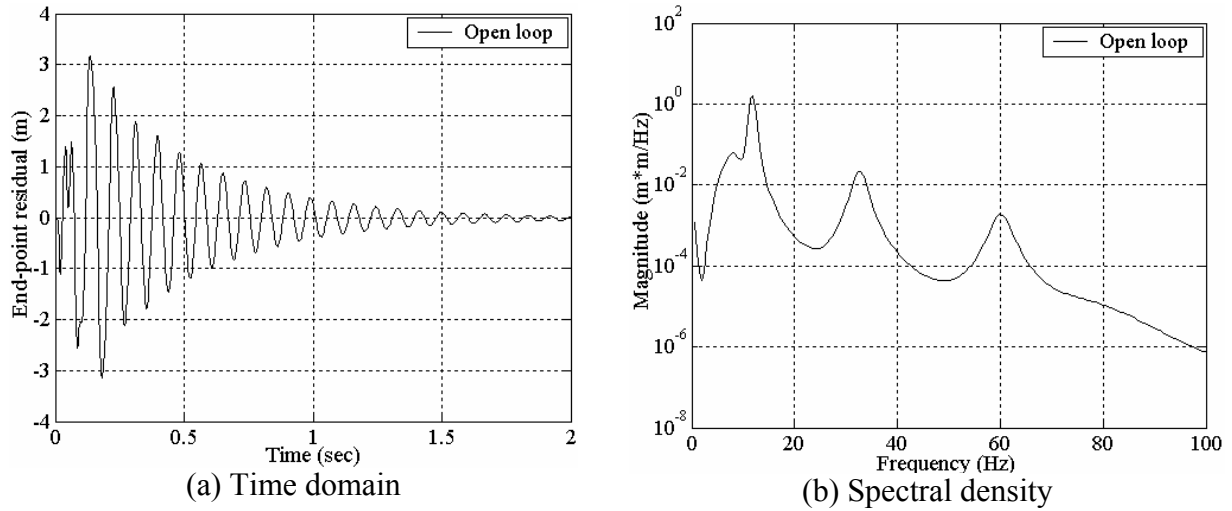 4
3
2
1
0
-1
-2
-3
-4
End-point residual (m)
Open loop
0 0.5 1 1.5 2
Time (sec)
(a) Time domain
10^2
10^0
10^-2
10^-4
10^-6
10^-8
Magnitude (m*m/Hz)
Open loop
0 20 40 60 80 100
Frequency (Hz)
(b) Spectral density